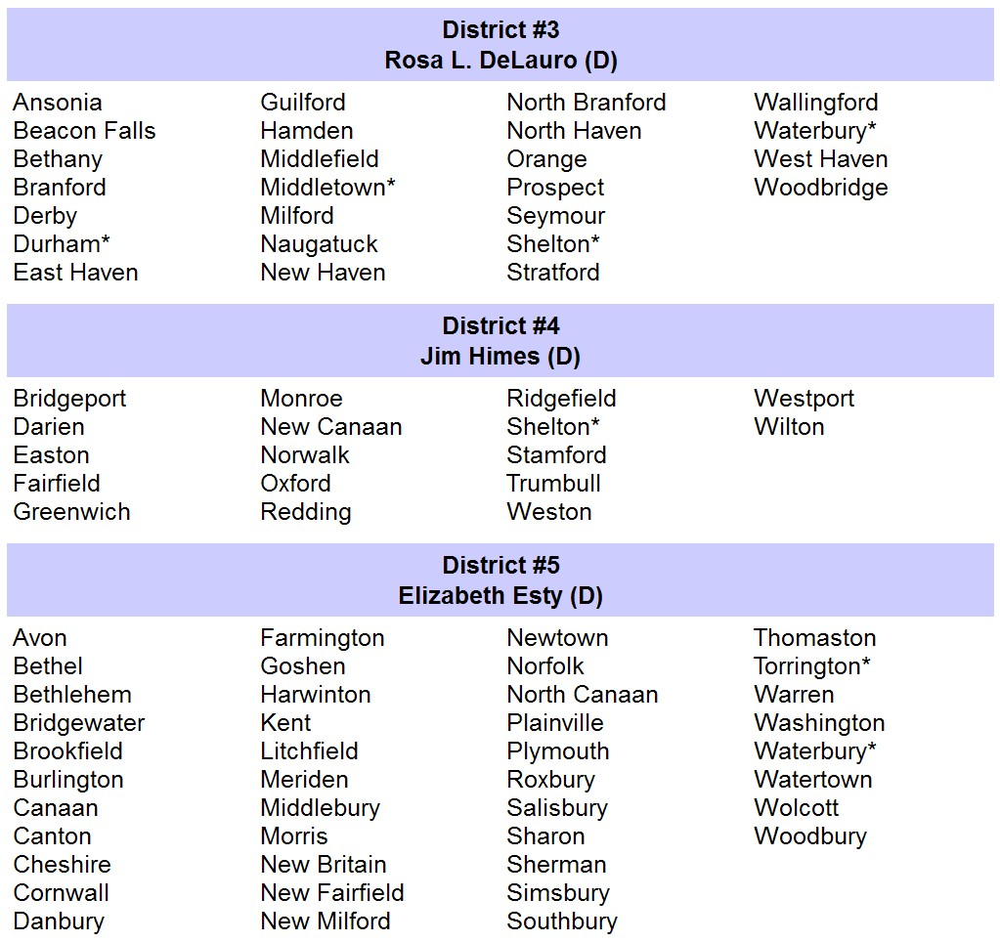 District #3
Rosa L. DeLauro (D)
Ansonia Guilford North Branford Wallingford
Beacon Falls Hamden North Haven Waterbury*
Bethany Middlefield Orange West Haven
Branford Middletown* Prospect Woodbridge
Derby Milford Seymour
Durham* Naugatuck Shelton*
East Haven New Haven Stratford
District #4
Jim Himes (D)
Bridgeport Monroe Ridgefield Westport
Darien New Canaan Shelton* Wilton
Easton Norwalk Stamford
Fairfield Oxford Trumbull
Greenwich Redding Weston
District #5
Elizabeth Esty (D)
Avon Farmington Newtown Thomaston
Bethel Goshen Norfolk Torrington*
Bethlehem Harwinton North Canaan Warren
Bridgewater Kent Plainville Washington
Brookfield Litchfield Plymouth Waterbury*
Burlington Meriden Roxbury Watertown
Canaan Middlebury Salisbury Wolcott
Canton Morris Sharon Woodbury
Cheshire New Britain Sherman
Cornwall New Fairfield Simsbury
Danbury New Milford Southbury